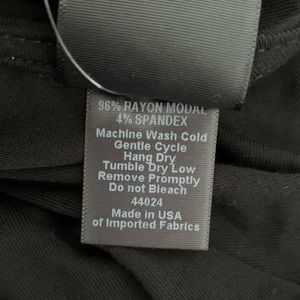 96% RAYON MODAL
4% SPANDEX
Machine Wash Cold
Gentle Cycle
Hang Dry
Tumble Dry Low
Remove Promptly
Do not Bleach
44024
Made in USA
of Imported Fabrics